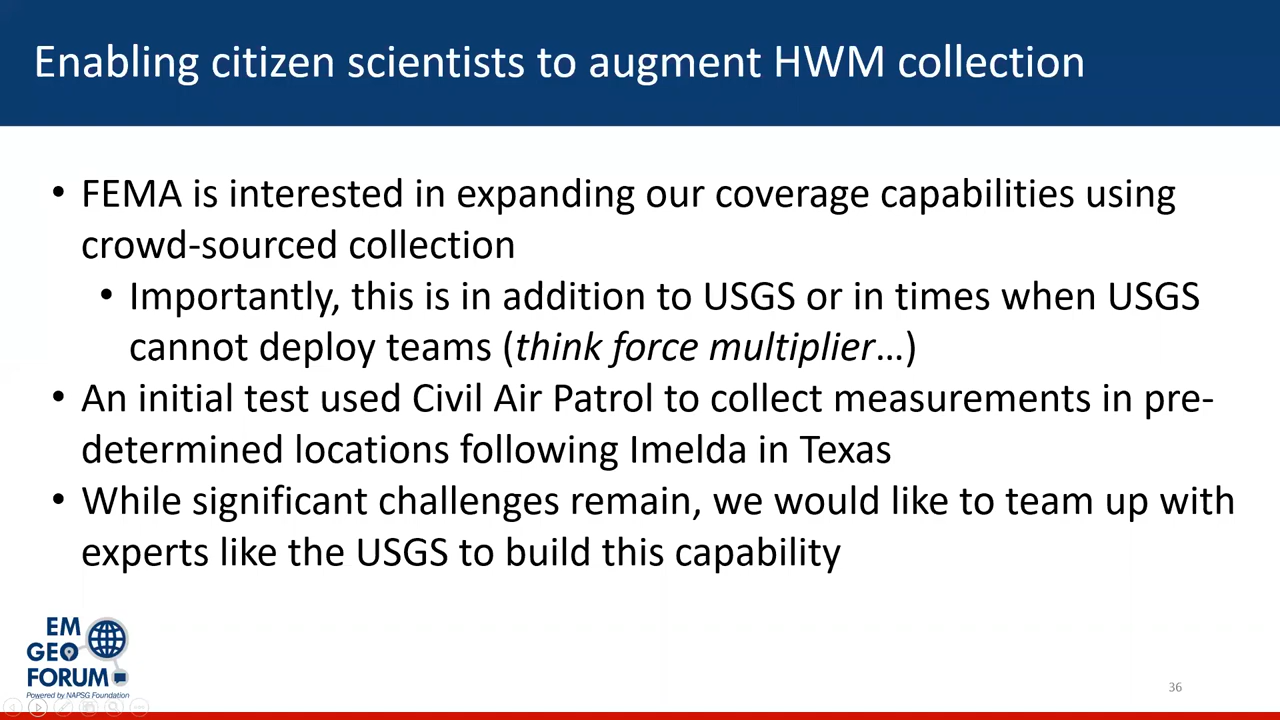 Enabling citizen scientists to augment HWM collection
• FEMA is interested in expanding our coverage capabilities using
crowd-sourced collection
• Importantly, this is in addition to USGS or in times when USGS
cannot deploy teams (think force multiplier…)
• An initial test used Civil Air Patrol to collect measurements in pre-
determined locations following Imelda in Texas
• While significant challenges remain, we would like to team up with
experts like the USGS to build this capability
EM
GEO
FORUM
Powered by NAPSG Foundation
36